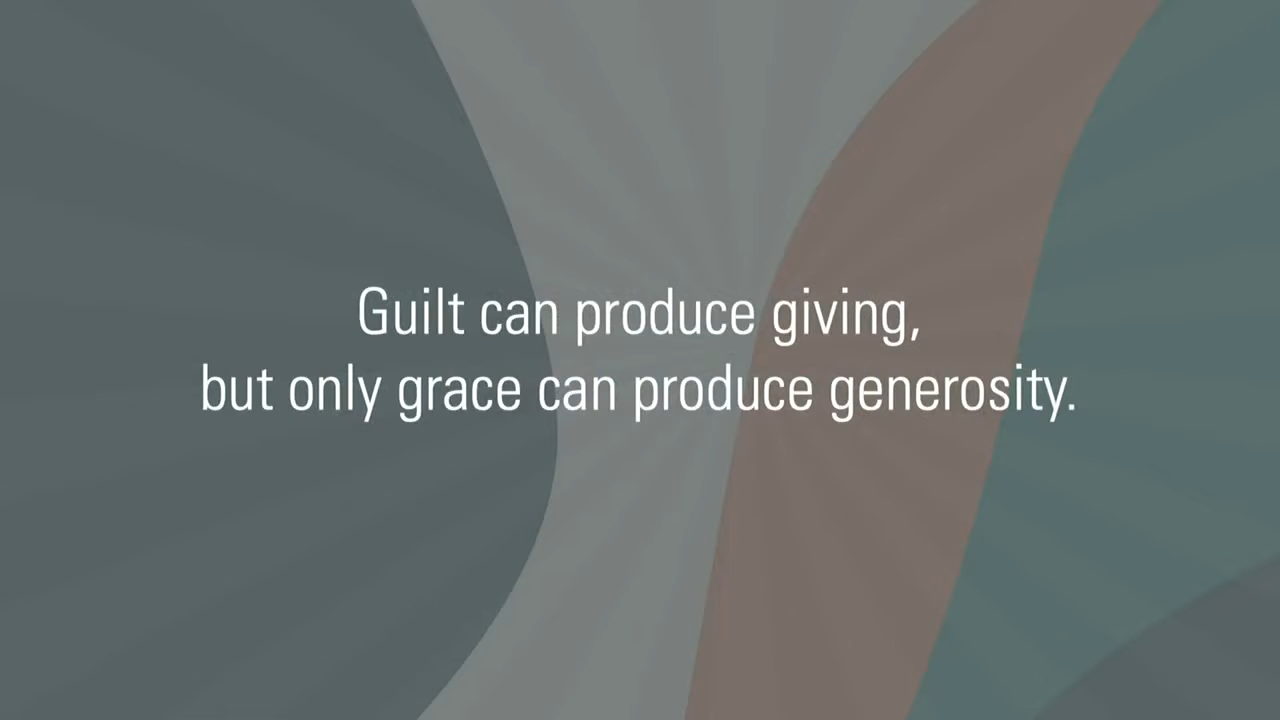 Guilt can produce giving,
but only grace can produce generosity.